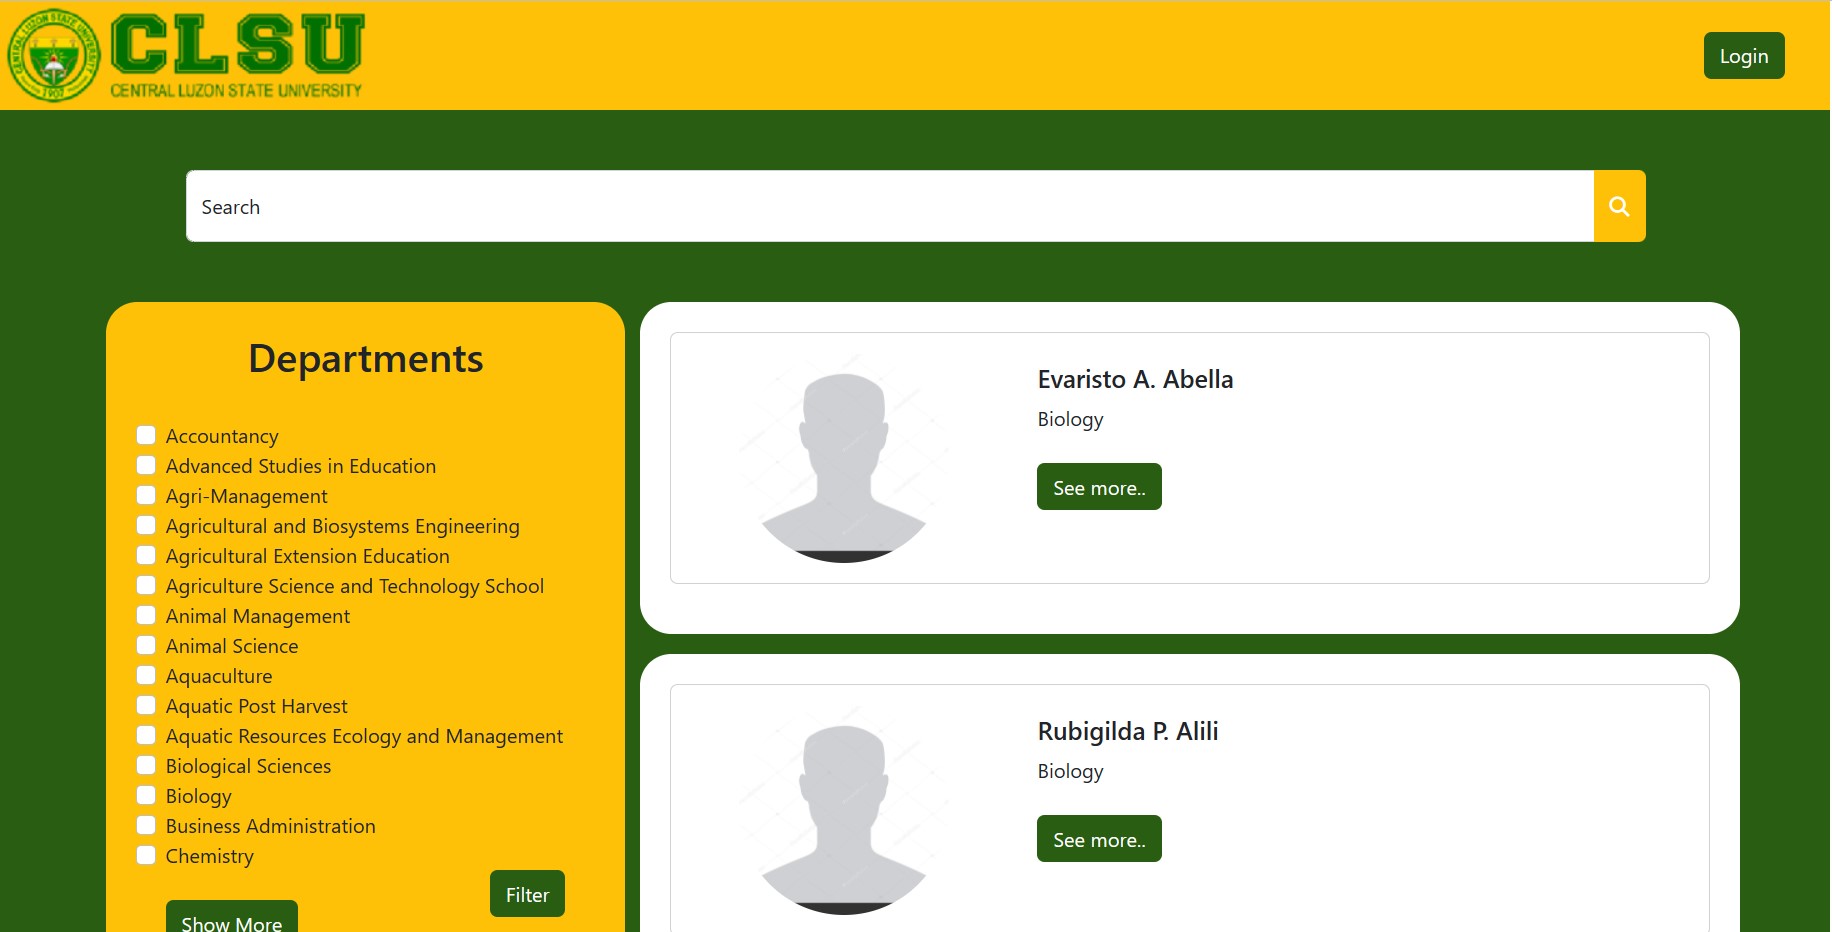 CENTRAL LUZON STATE UNIVERSITY
1907
CLSU
CENTRAL LUZON STATE UNIVERSITY
Login
Search
Departments
Accountancy
Advanced Studies in Education
Agri-Management
Agricultural and Biosystems Engineering
Agricultural Extension Education
Agriculture Science and Technology School
Animal Management
Animal Science
Aquaculture
Aquatic Post Harvest
Aquatic Resources Ecology and Management
Biological Sciences
Biology
Business Administration
Chemistry
Filter
Show More
Evaristo A. Abella
Biology
See more..
Rubigilda P. Alili
Biology
See more..